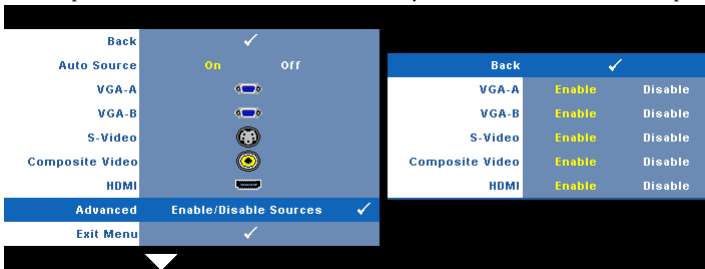 Back
Auto Source On Off
VGA-A
VGA-B
S-Video
Composite Video
HDMI
Advanced Enable/Disable Sources
Exit Menu
Back
VGA-A Enable Disable
VGA-B Enable Disable
S-Video Enable Disable
Composite Video Enable Disable
HDMI Enable Disable